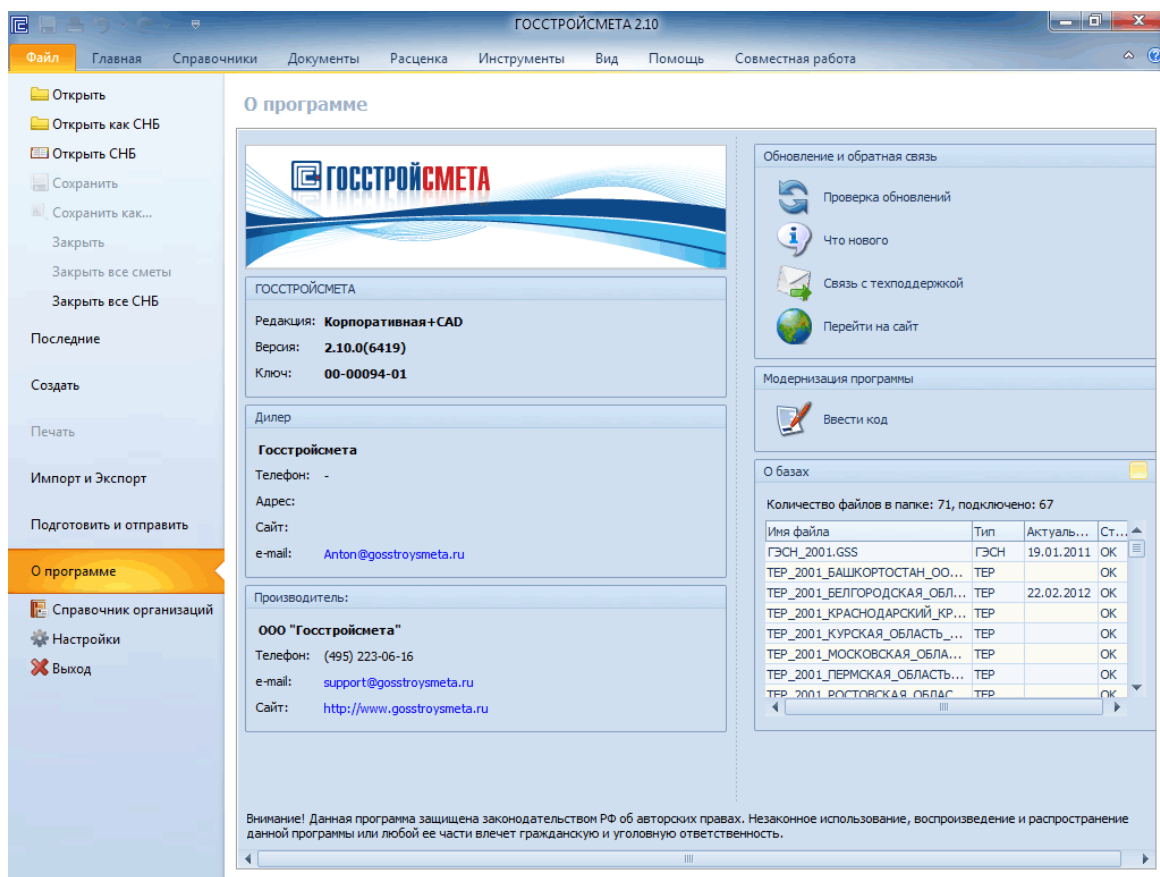 ГОССТРОЙСМЕТА 2.10
Файл Главная Справочники Документы Расценка Инструменты Вид Помощь Совместная работа
Открыть
Открыть как СНБ
Открыть СНБ
Сохранить
Сохранить как...
Закрыть
Закрыть все сметы
Закрыть все СНБ
Последние
Создать
Печать
Импорт и Экспорт
Подготовить и отправить
О программе
Справочник организаций
Настройки
Выход
О программе
ГОССТРОЙСМЕТА
ГОССТРОЙСМЕТА
Редакция: Корпоративная+CAD
Версия: 2.10.0(6419)
Ключ: 00-00094-01
Дилер
Госстройсмета
Телефон: -
Адрес:
Сайт:
e-mail: Anton@gosstroysmeta.ru
Производитель:
ООО "Госстройсмета"
Телефон: (495) 223-06-16
e-mail: support@gosstroysmeta.ru
Сайт: http://www.gosstroysmeta.ru
Обновление и обратная связь
Проверка обновлений
Что нового
Связь с техподдержкой
Перейти на сайт
Модернизация программы
Ввести код
О базах
Количество файлов в папке: 71, подключено: 67
Имя файла Тип Актуаль... Ст...
ГЭСН_2001.GSS ГЭСН 19.01.2011 OK
ТЕР_2001_БАШКОРТОСТАН_ОО... ТЕР OK
ТЕР_2001_БЕЛГОРОДСКАЯ_ОБЛ... ТЕР 22.02.2012 OK
ТЕР_2001_КРАСНОДАРСКИЙ_КР... ТЕР OK
ТЕР_2001_КУРСКАЯ_ОБЛАСТЬ_... ТЕР OK
ТЕР_2001_МОСКОВСКАЯ_ОБЛА... ТЕР OK
ТЕР_2001_ПЕРМСКАЯ_ОБЛАСТЬ... ТЕР OK
ТЕР_2001_РОСТОВСКАЯ_ОБЛАС ТЕР OK
Внимание! Данная программа защищена законодательством РФ об авторских правах. Незаконное использование, воспроизведение и распространение
данной программы или любой ее части влечет гражданскую и уголовную ответственность.